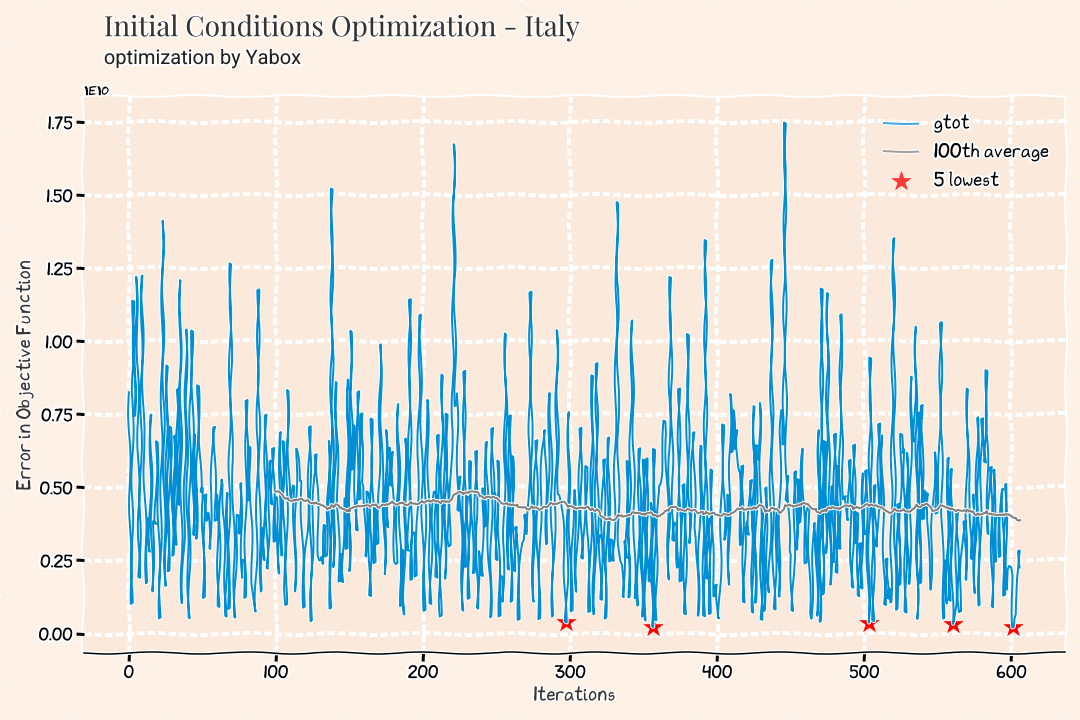 Initial Conditions Optimization - Italy
optimization by Yabox
1E10
1.75
1.50
1.25
1.00
0.75
0.50
0.25
0.00
Error in Objective Function
gtot
100th average
5 lowest
0 100 200 300 400 500 600
Iterations